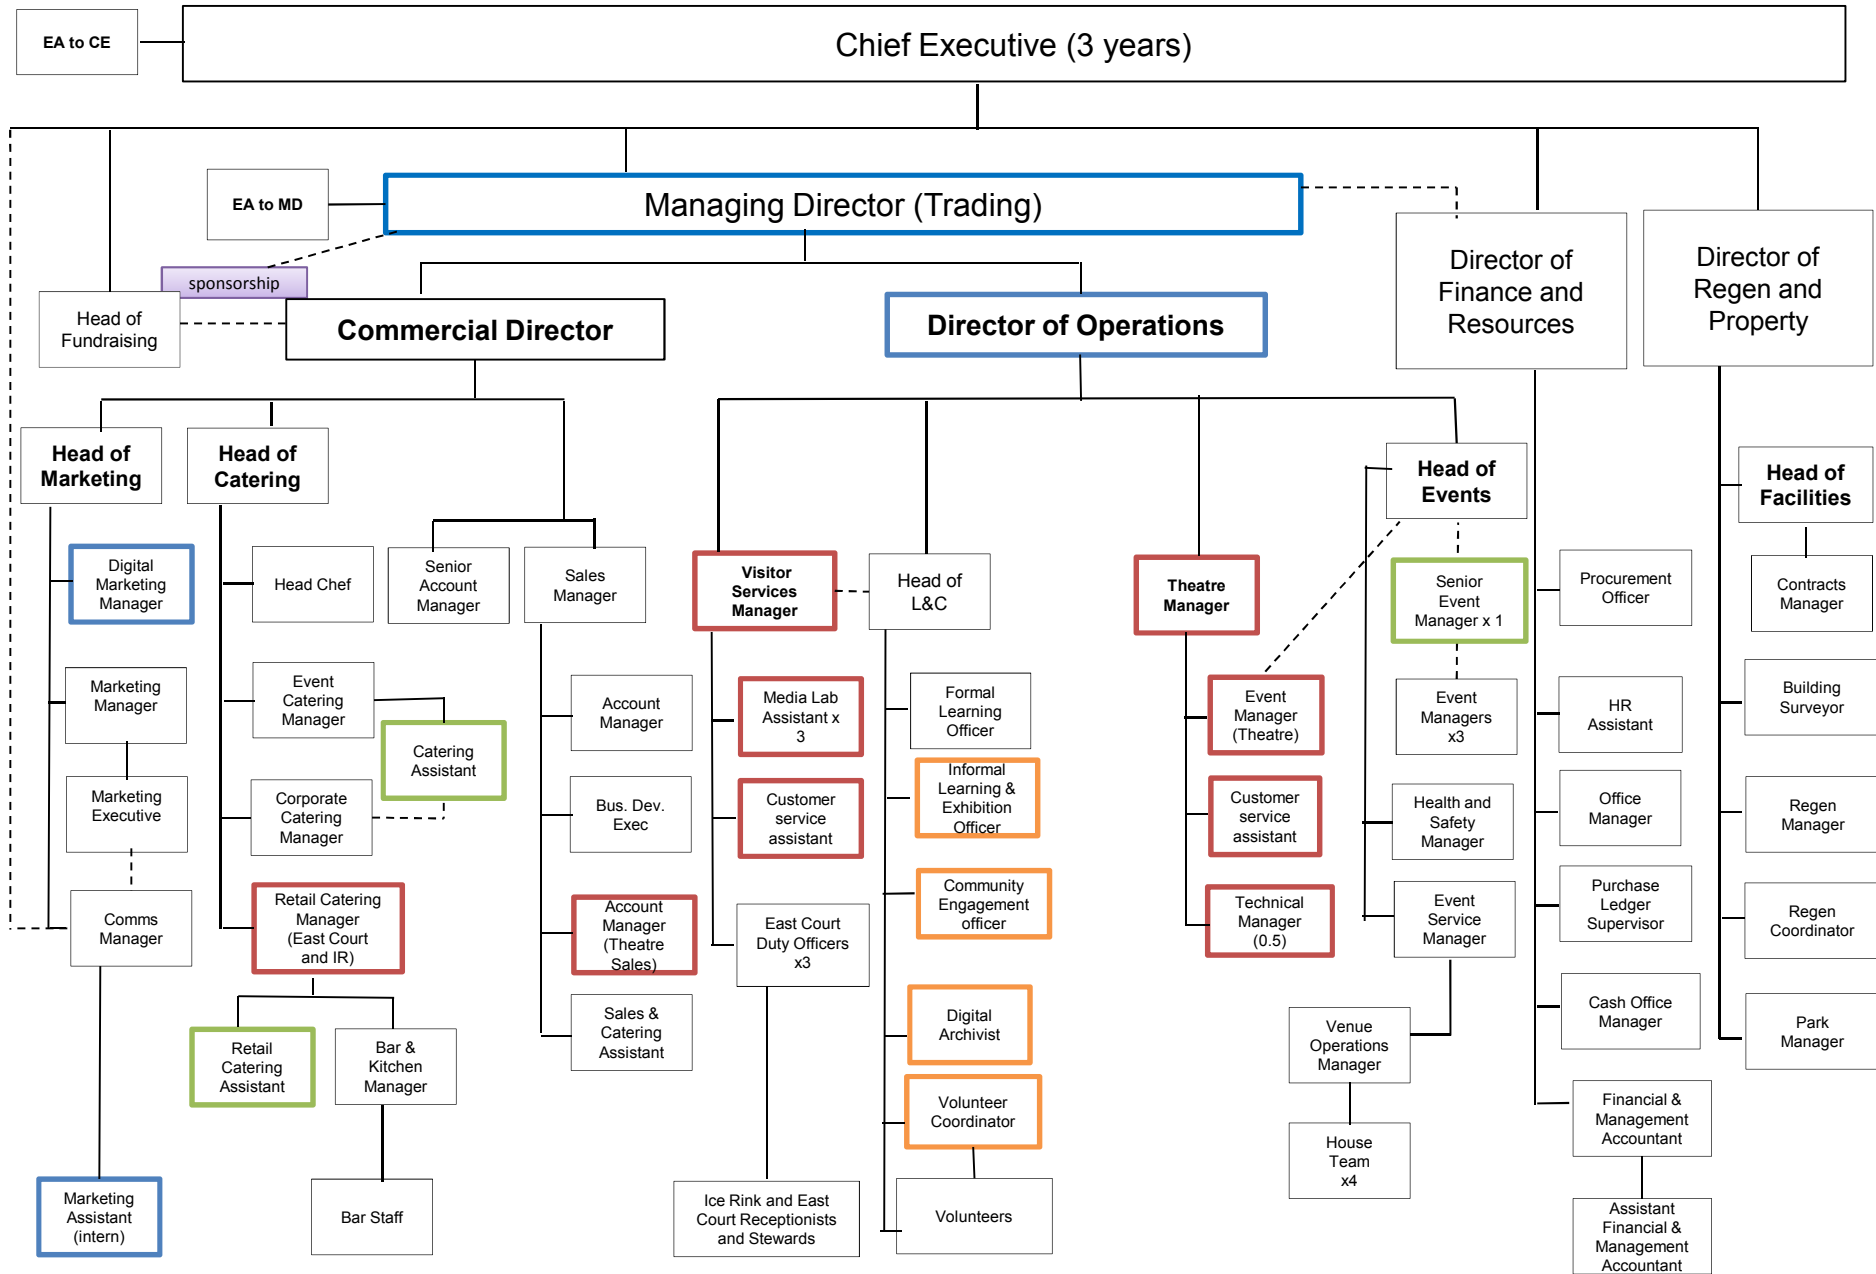 EA to CE
Chief Executive (3 years)
EA to MD
Managing Director (Trading)
sponsorship
Head of
Fundraising
Commercial Director
Director of Operations
Director of
Finance and
Resources
Director of
Regen and
Property
Head of
Marketing
Head of
Catering
Head of
Events
Head of
Facilities
Digital
Marketing
Manager
Head Chef
Senior
Account
Manager
Sales
Manager
Visitor
Services
Manager
Head of
L&C
Theatre
Manager
Senior
Event
Manager x 1
Procurement
Officer
Contracts
Manager
Marketing
Manager
Event
Catering
Manager
Catering
Assistant
Account
Manager
Media Lab
Assistant x
3
Formal
Learning
Officer
Event
Manager
(Theatre)
Event
Managers
x3
HR
Assistant
Building
Surveyor
Marketing
Executive
Corporate
Catering
Manager
Bus. Dev.
Exec
Customer
service
assistant
Informal
Learning &
Exhibition
Officer
Customer
service
assistant
Health and
Safety
Manager
Office
Manager
Regen
Manager
Comms
Manager
Retail Catering
Manager
(East Court
and IR)
Account
Manager
(Theatre
Sales)
East Court
Duty Officers
x3
Community
Engagement
officer
Technical
Manager
(0.5)
Event
Service
Manager
Purchase
Ledger
Supervisor
Regen
Coordinator
Retail
Catering
Assistant
Bar &
Kitchen
Manager
Sales &
Catering
Assistant
Digital
Archivist
Venue
Operations
Manager
Cash Office
Manager
Park
Manager
Volunteer
Coordinator
House
Team
x4
Financial &
Management
Accountant
Marketing
Assistant
(intern)
Bar Staff
Ice Rink and East
Court Receptionists
and Stewards
Volunteers
Assistant
Financial &
Management
Accountant